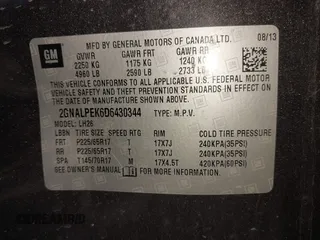 GM
MFD BY GENERAL MOTORS OF CANADA LTD. 08/13
GVWR GAWR FRT GAWR RR
2250 KG 1175 KG 1240 KG
4960 LB 2590 LB 2733 LB
THIS VEHICLE CONFORMS TO ALL APPLICABLE U.S. FEDERAL MOTOR
VEHICLE SAFETY AND THEFT PREVENTION STANDARDS IN EFFECT
ON THE DATE OF MANUFACTURE SHOWN ABOVE.
2GNALPEK6D6430344 TYPE: M.P.V.
MODEL: LH26
TIRE SIZE SPEED RTG RIM COLD TIRE PRESSURE
FRT P225/65R17 T 17X7J 240KPA(35PSI)
RR P225/65R17 T 17X7J 240KPA(35PSI)
SPA T145/70R17 M 17X4.5T 420KPA(60PSI)
SEE OWNER'S MANUAL FOR MORE INFORMATION.